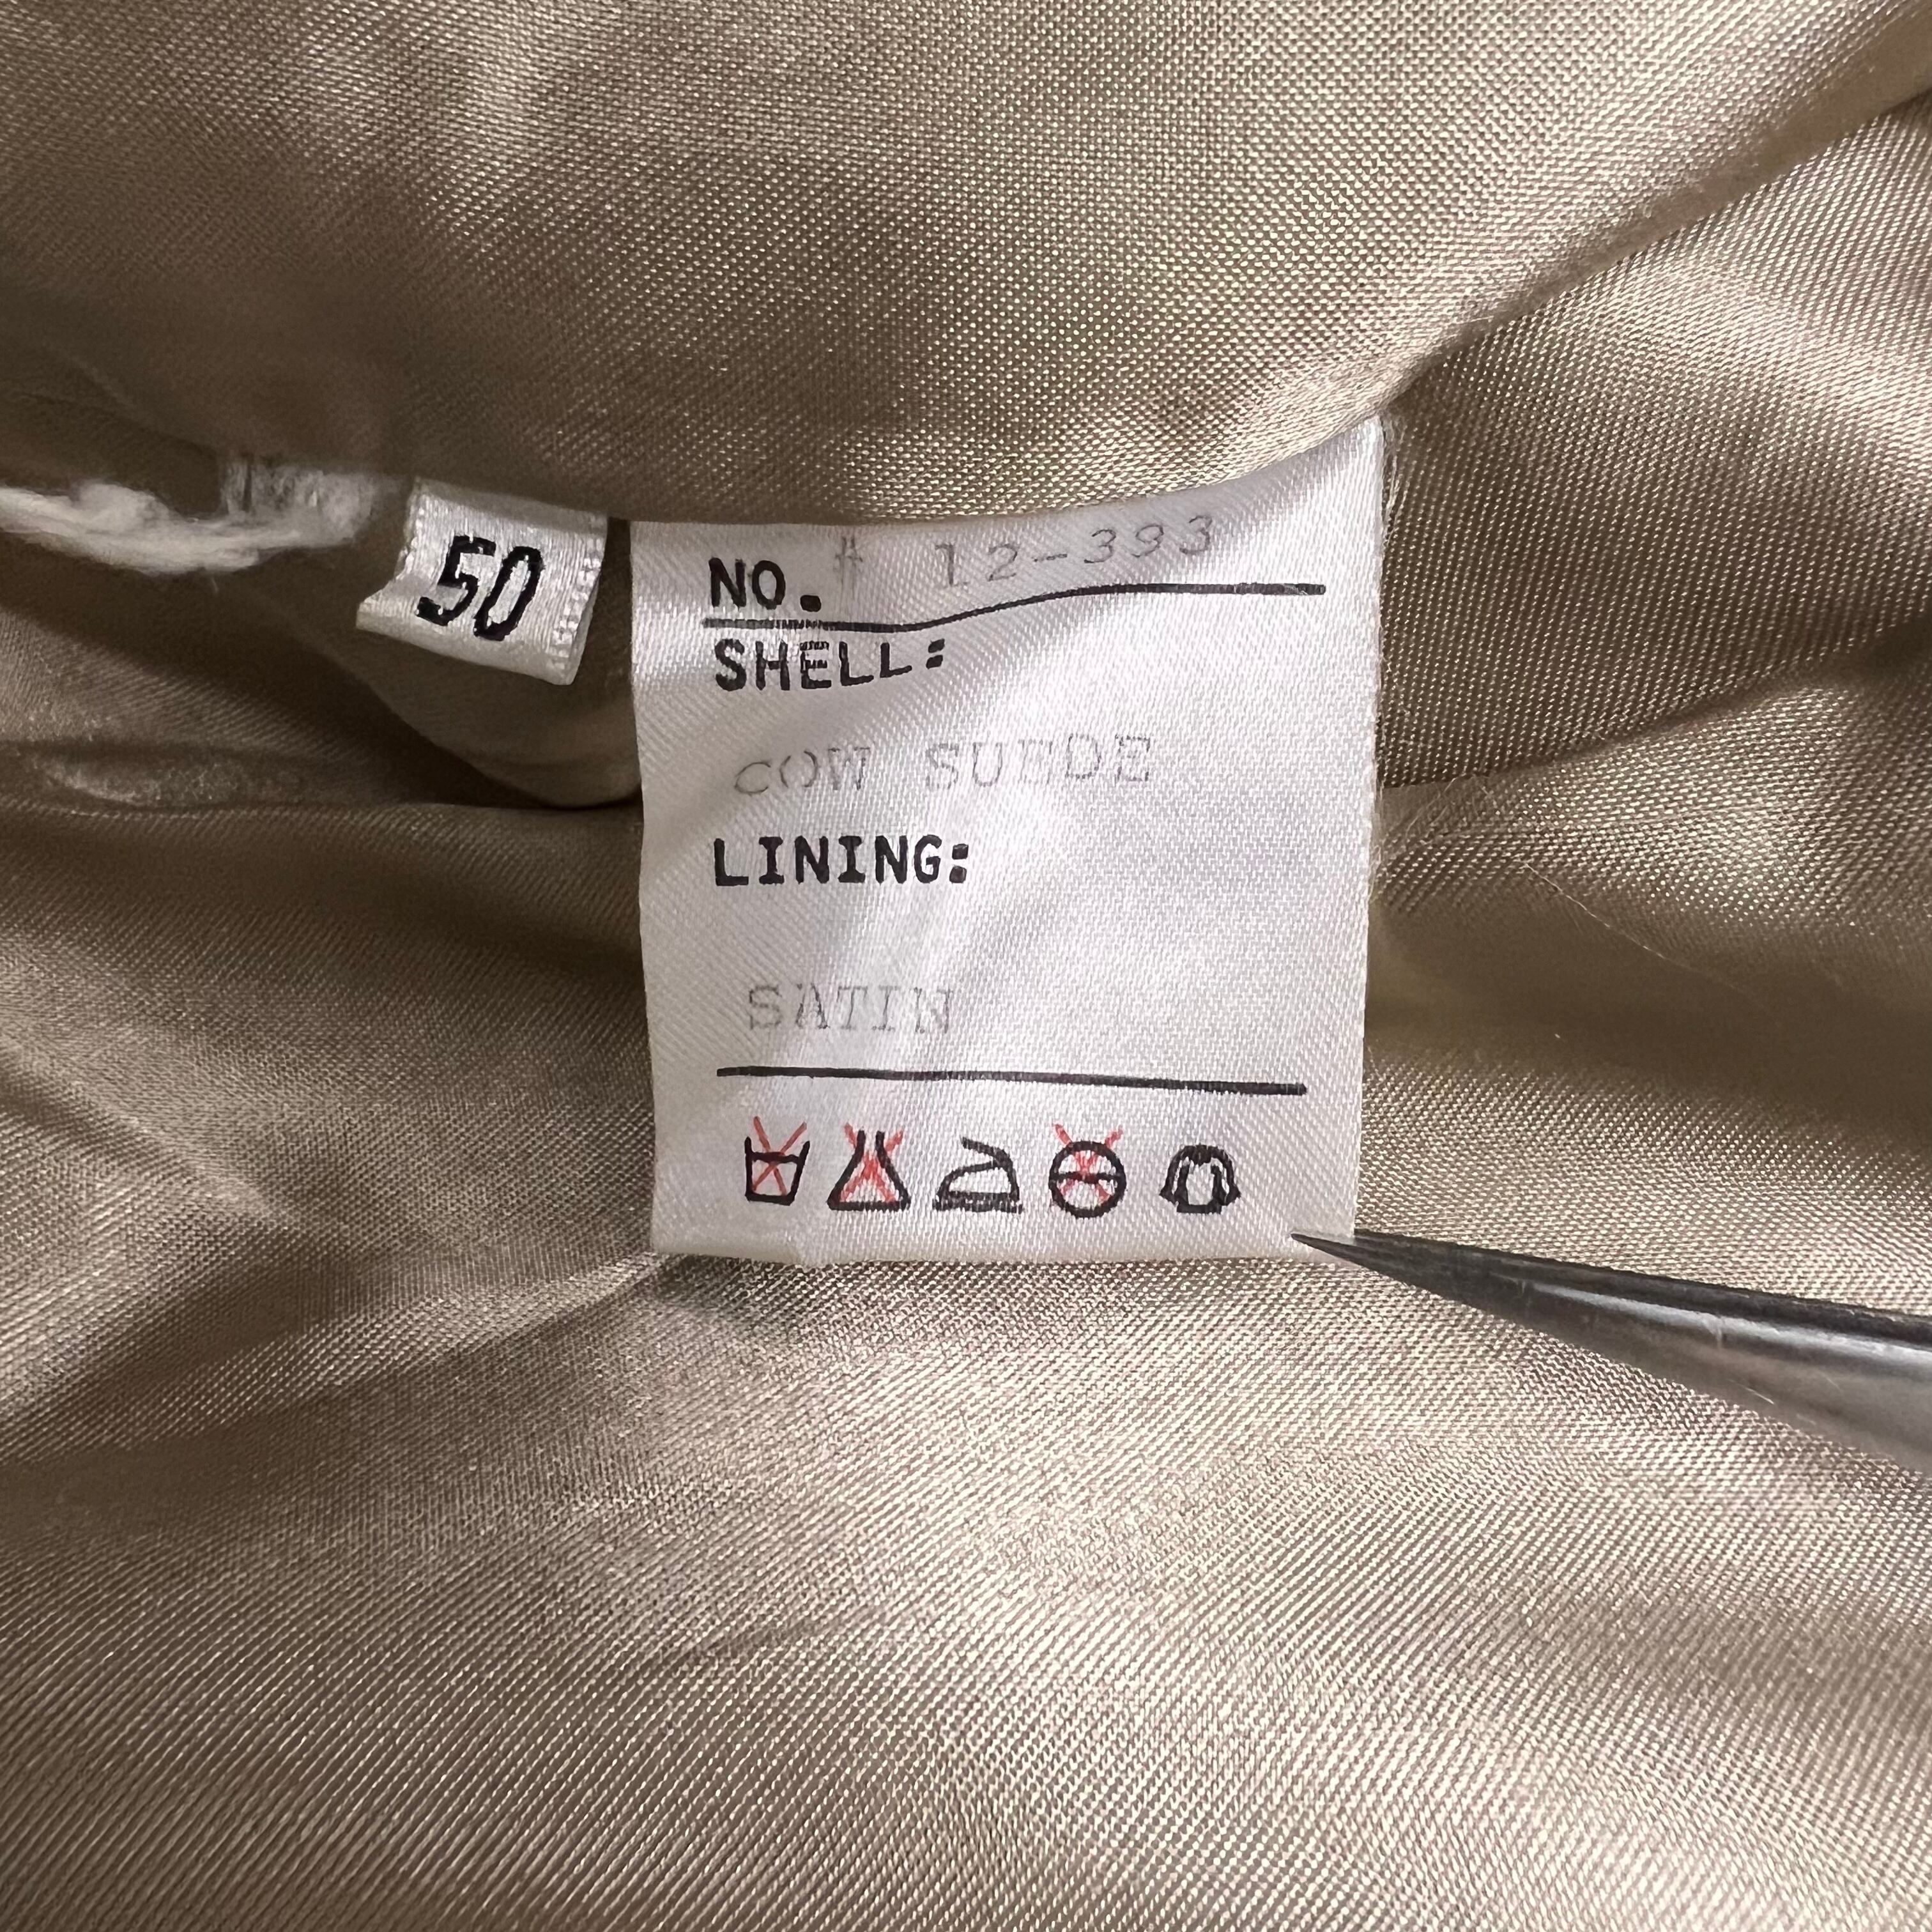 50
NO. # 12-393
SHELL:
COW SUEDE
LINING:
SATIN